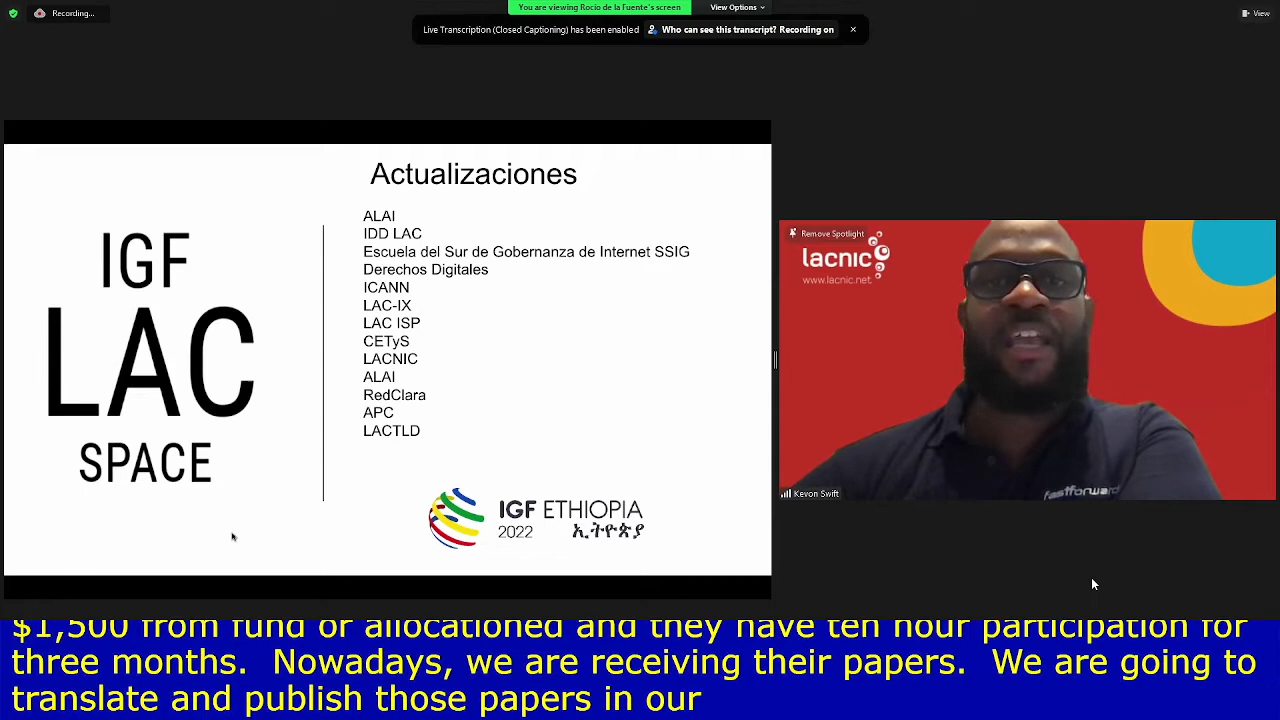 Recording...
You are viewing Rocío de la Fuente's screen
View Options
View
Live Transcription (Closed Captioning) has been enabled
Who can see this transcript? Recording on
IGF
LAC
SPACE
Actualizaciones
ALAI
IDD LAC
Escuela del Sur de Gobernanza de Internet SSIG
Derechos Digitales
ICANN
LAC-IX
LAC ISP
CETyS
LACNIC
ALAI
RedClara
APC
LACTLD
IGF ETHIOPIA
2022 ኢትዮጵያ
Remove Spotlight
lacnic
www.lacnic.net
fastforward
Kevon Swift
$1,500 from fund or allocationed and they have ten hour participation for
three months.  Nowadays, we are receiving their papers.  We are going to
translate and publish those papers in our